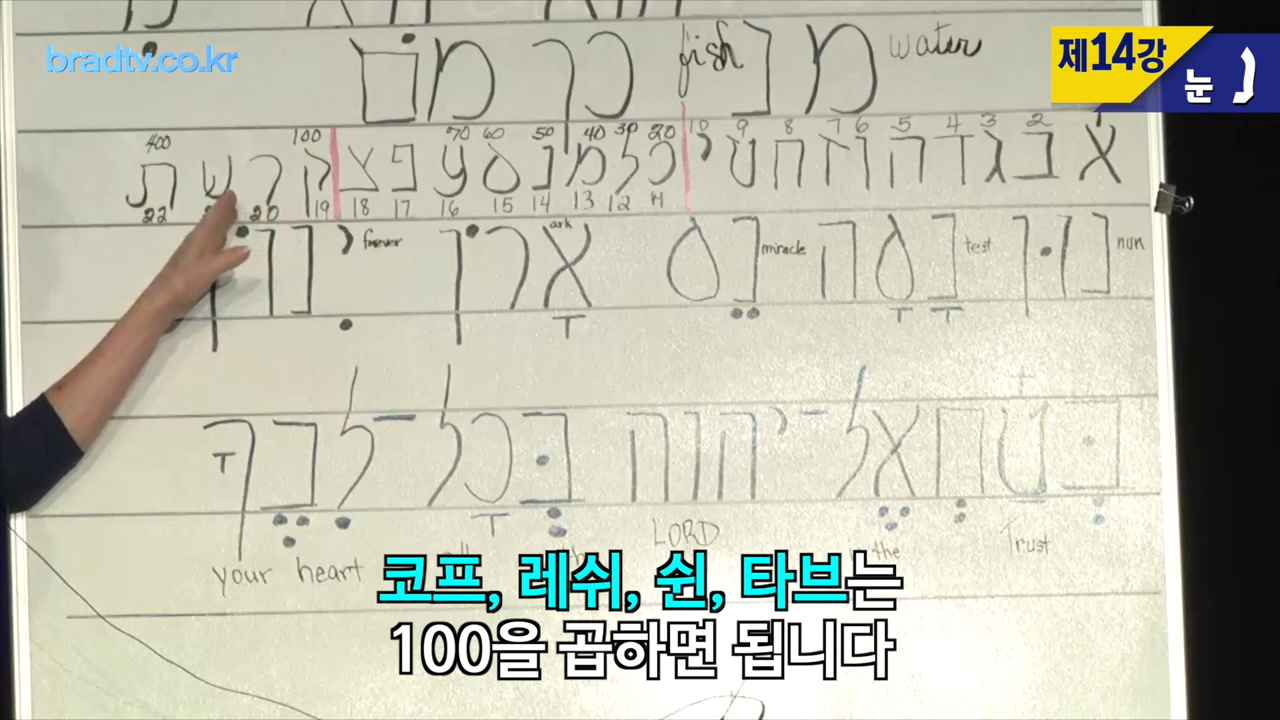 bradtv.co.kr
제14강
눈 נ
ם מ ך כ fish נ מ water
400 100 70 60 50 40 30 20 10 9 8 7 6 5 4 3 2
א ב ג ד ה ו ז ח ט י כ ל מ נ ס ע פ צ ק ר ש ת
22 20 19 18 17 16 15 14 13 12 11
נון nun נָסָה test נֵס miracle אָרֹן ark forever
בְּטַח אֶל־יהוה בְּכָל־לִבֶּךָ
Trust the LORD
your heart
코프, 레쉬, 쉰, 타브는
100을 곱하면 됩니다